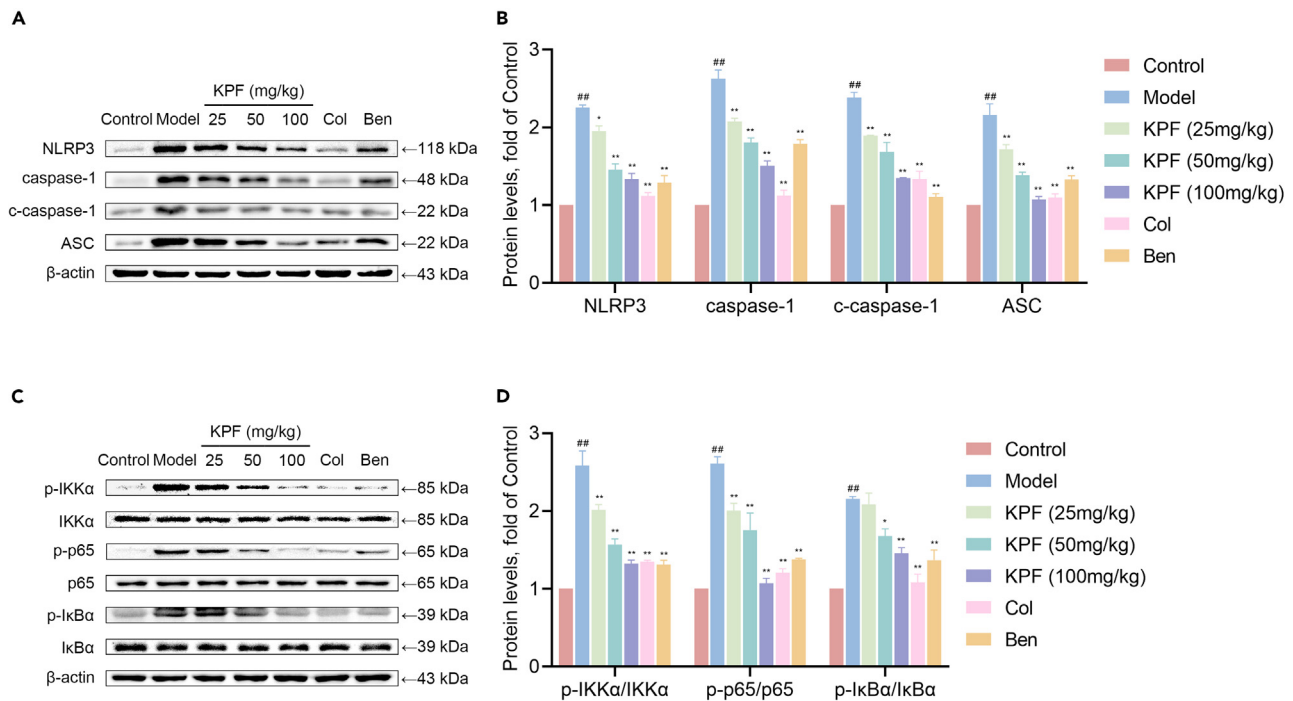 A
KPF (mg/kg)
Control Model 25 50 100 Col Ben
NLRP3 ←118 kDa
caspase-1 ←48 kDa
c-caspase-1 ←22 kDa
ASC ←22 kDa
β-actin ←43 kDa
B
Protein levels, fold of Control
3
2
1
0
## * ** ** ** **
## ** ** ** ** **
## ** ** ** ** **
## ** ** ** ** **
NLRP3 caspase-1 c-caspase-1 ASC
Control
Model
KPF (25mg/kg)
KPF (50mg/kg)
KPF (100mg/kg)
Col
Ben
C
KPF (mg/kg)
Control Model 25 50 100 Col Ben
p-IKKα ←85 kDa
IKKα ←85 kDa
p-p65 ←65 kDa
p65 ←65 kDa
p-IκBα ←39 kDa
IκBα ←39 kDa
β-actin ←43 kDa
D
Protein levels, fold of Control
3
2
1
0
## ** ** ** ** **
## ** ** ** ** **
## * ** ** **
p-IKKα/IKKα p-p65/p65 p-IκBα/IκBα
Control
Model
KPF (25mg/kg)
KPF (50mg/kg)
KPF (100mg/kg)
Col
Ben